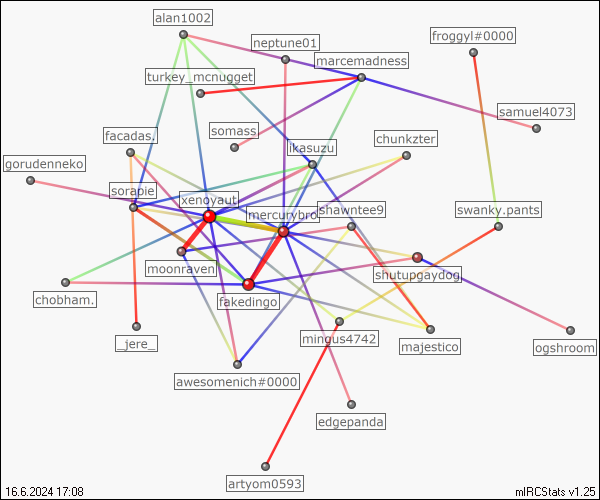 alan1002
froggyl#0000
neptune01
marcemadness
turkey_mcnugget
samuel4073
somass
facadas.
chunkzter
ikasuzu
gorudenneko
sorapie
xenoyaut
mercurybro
shawntee9
swanky.pants
moonraven
shutupgaydog
chobham.
fakedingo
_jere_
mingus4742
majestico
ogshroom
awesomenich#0000
edgepanda
artyom0593
16.6.2024 17:08
mIRCStats v1.25